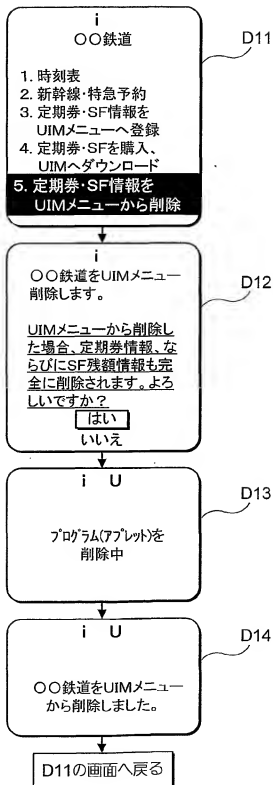 i
〇〇鉄道
D11
1. 時刻表
2. 新幹線・特急予約
3. 定期券・SF情報を
UIMメニューへ登録
4. 定期券・SFを購入、
UIMへダウンロード
5. 定期券・SF情報を
UIMメニューから削除
i
D12
〇〇鉄道をUIMメニュー
削除します。
UIMメニューから削除し
た場合、定期券情報、な
らびにSF残額情報も完
全に削除されます。よろ
しいですか?
はい
いいえ
i U
D13
プログラム(アプレット)を
削除中
i U
D14
〇〇鉄道をUIMメニュー
から削除しました。
D11の画面へ戻る